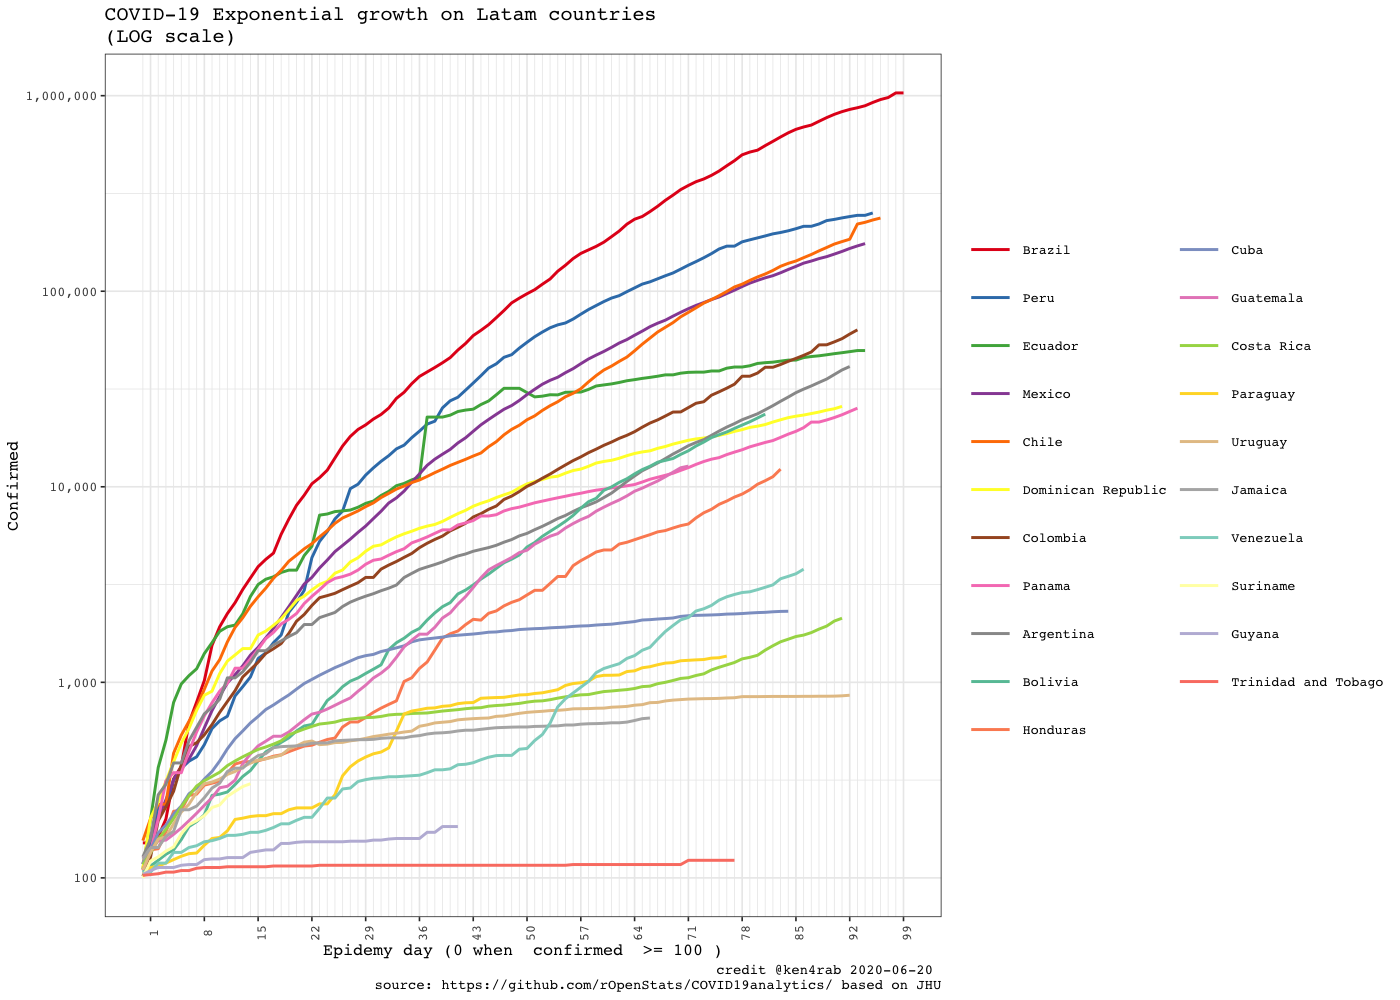 COVID-19 Exponential growth on Latam countries
(LOG scale)
Confirmed
1,000,000
100,000
10,000
1,000
100
1 8 15 22 29 36 43 50 57 64 71 78 85 92 99
Epidemy day (0 when  confirmed  >= 100 )
credit @ken4rab 2020-06-20
source: https://github.com/rOpenStats/COVID19analytics/ based on JHU
Brazil
Peru
Ecuador
Mexico
Chile
Dominican Republic
Colombia
Panama
Argentina
Bolivia
Honduras
Cuba
Guatemala
Costa Rica
Paraguay
Uruguay
Jamaica
Venezuela
Suriname
Guyana
Trinidad and Tobago